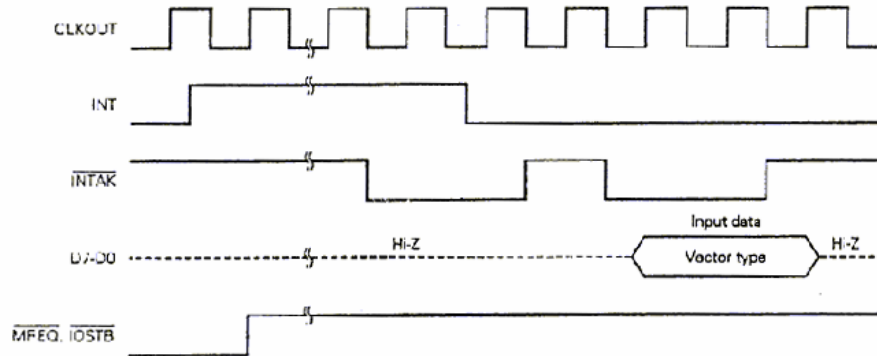 CLKOUT
INT
INTAK
Input data
D7-D0 Hi-Z Vector type Hi-Z
MREQ, IOSTB